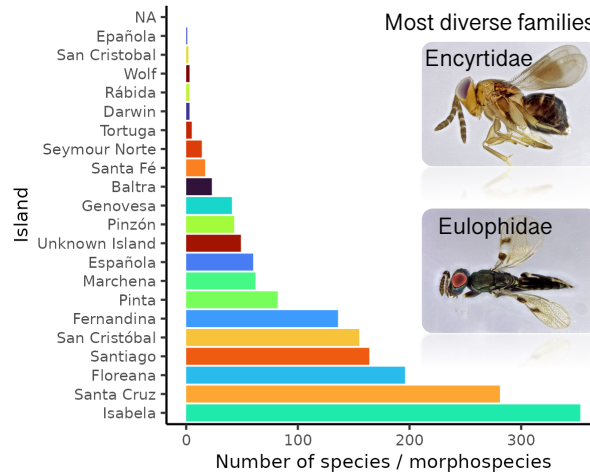 Most diverse families
Encyrtidae
Eulophidae
Island
NA
Epañola
San Cristobal
Wolf
Rábida
Darwin
Tortuga
Seymour Norte
Santa Fé
Baltra
Genovesa
Pinzón
Unknown Island
Española
Marchena
Pinta
Fernandina
San Cristóbal
Santiago
Floreana
Santa Cruz
Isabela
0 100 200 300
Number of species / morphospecies